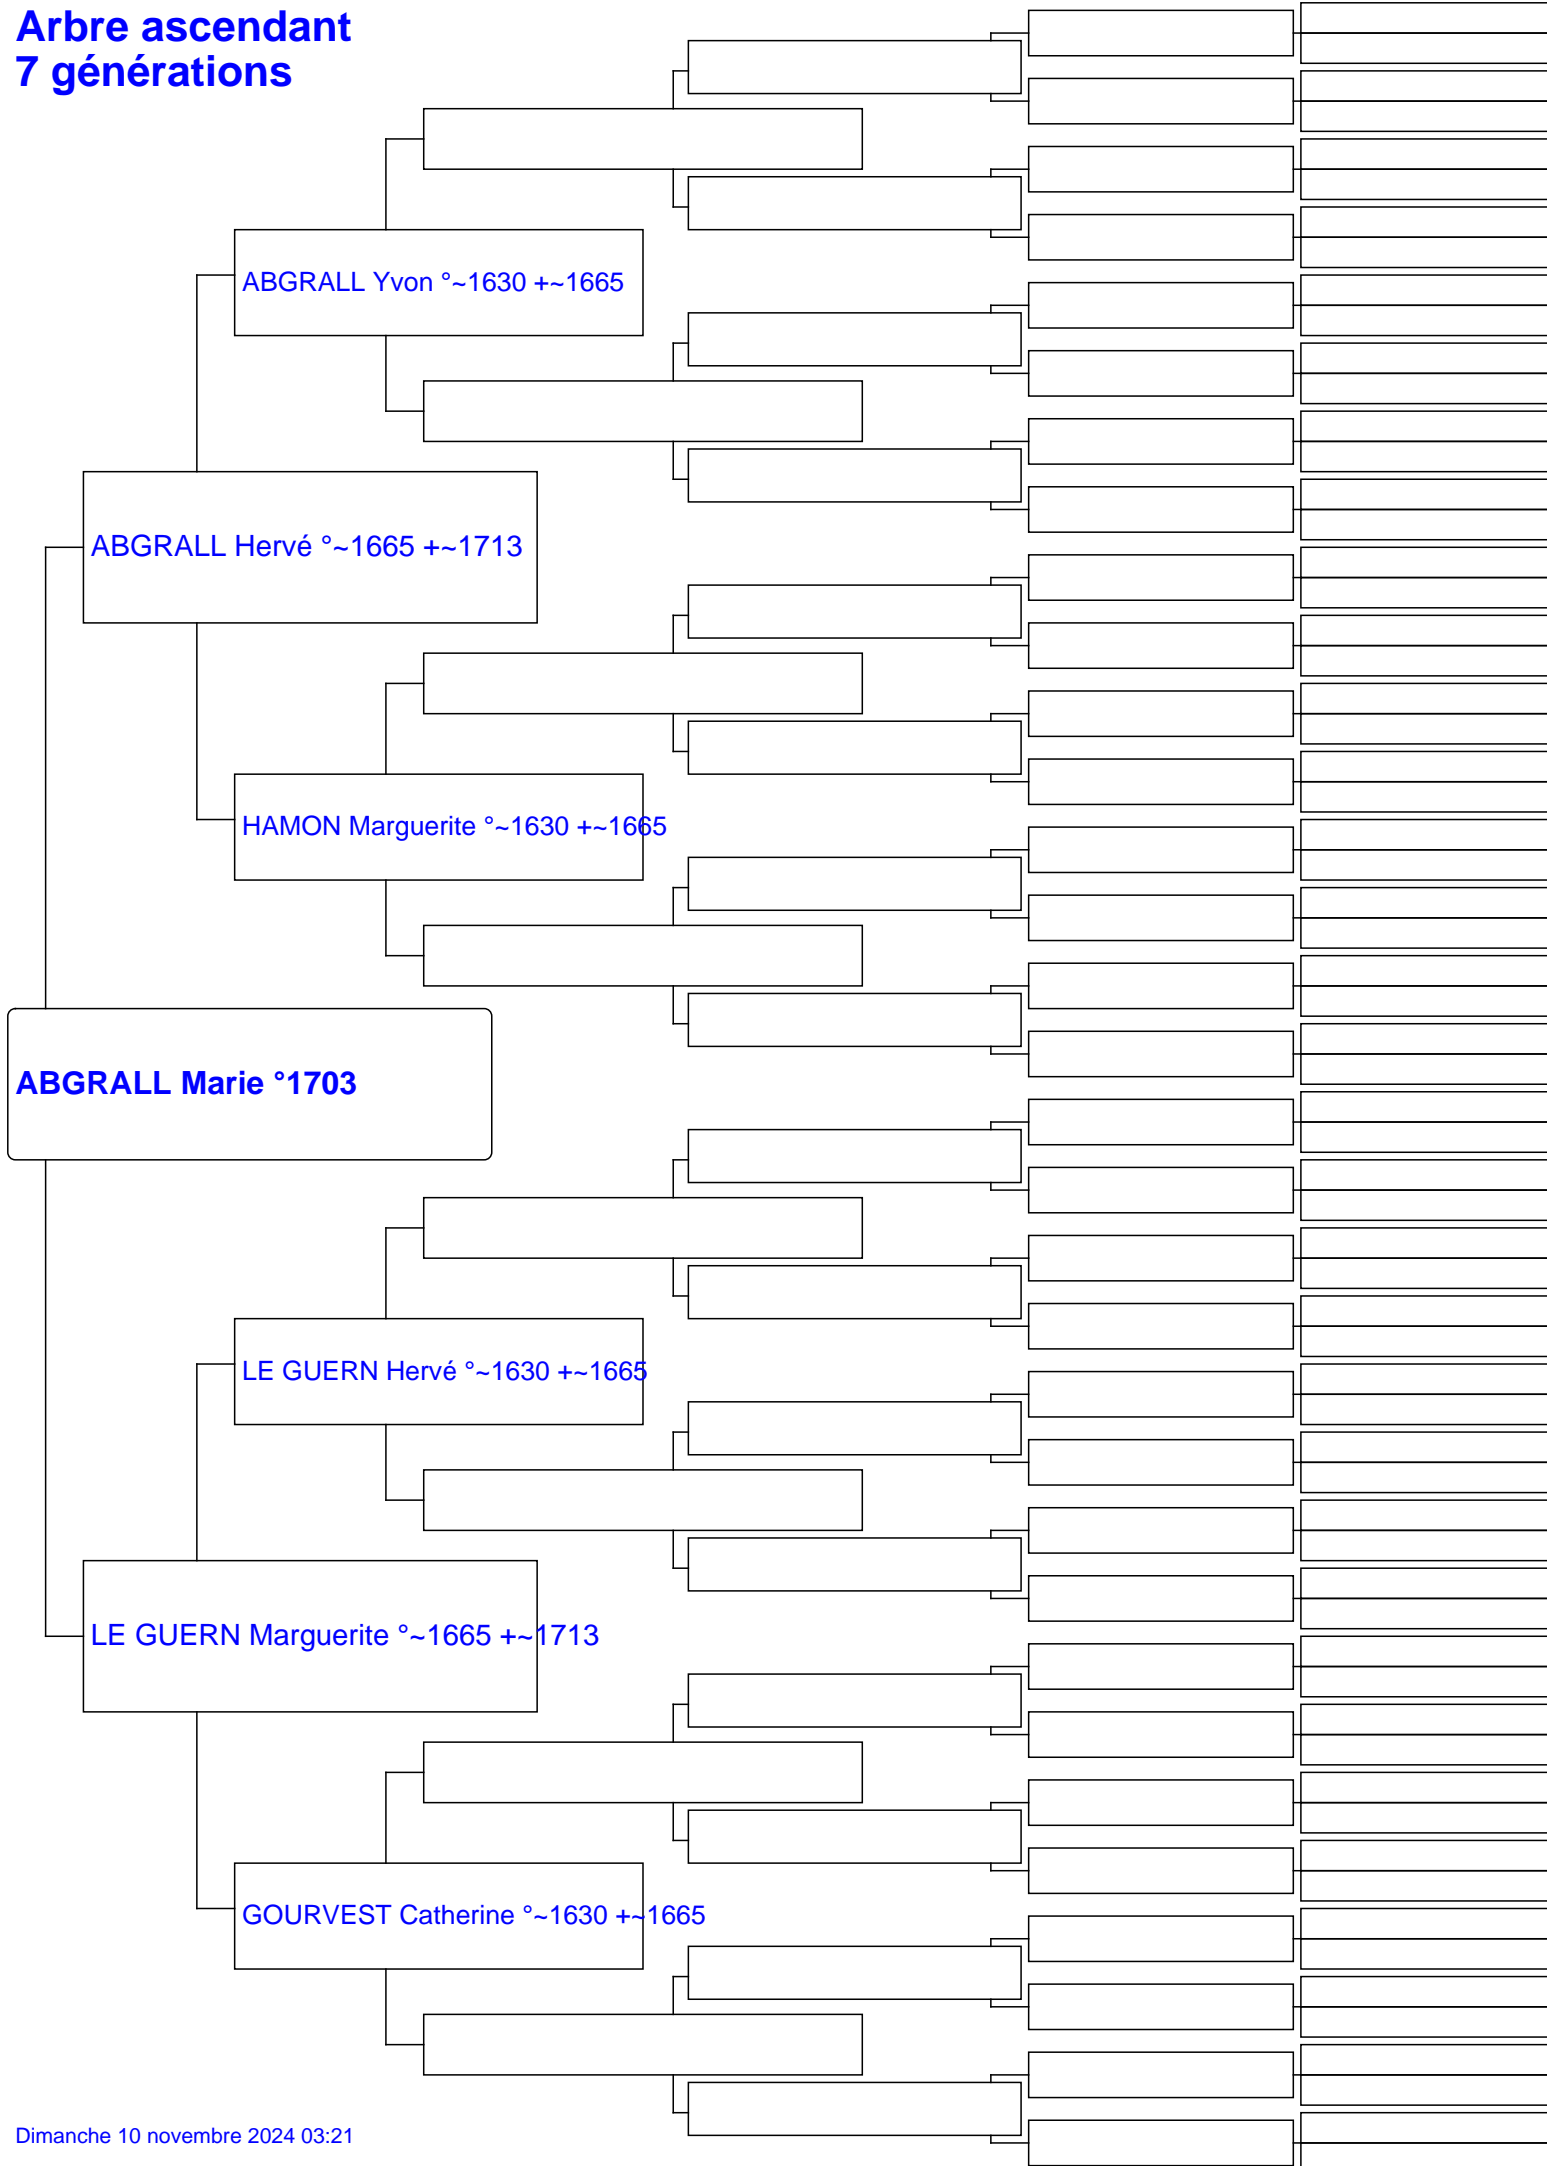 Arbre ascendant
7 générations
ABGRALL Yvon °~1630 +~1665
ABGRALL Hervé °~1665 +~1713
HAMON Marguerite °~1630 +~1665
ABGRALL Marie °1703
LE GUERN Hervé °~1630 +~1665
LE GUERN Marguerite °~1665 +~1713
GOURVEST Catherine °~1630 +~1665
Dimanche 10 novembre 2024 03:21